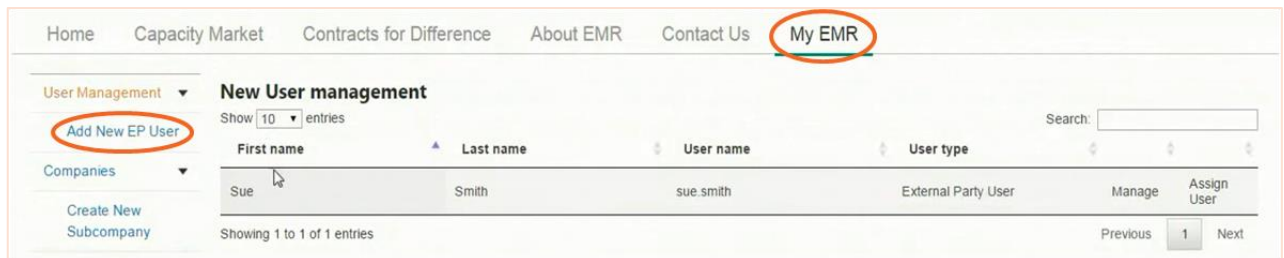 Home Capacity Market Contracts for Difference About EMR Contact Us My EMR
User Management
Add New EP User
Companies
Create New
Subcompany
New User management
Show 10 entries
Search:
First name Last name User name User type
Sue Smith sue.smith External Party User Manage Assign
User
Showing 1 to 1 of 1 entries
Previous 1 Next